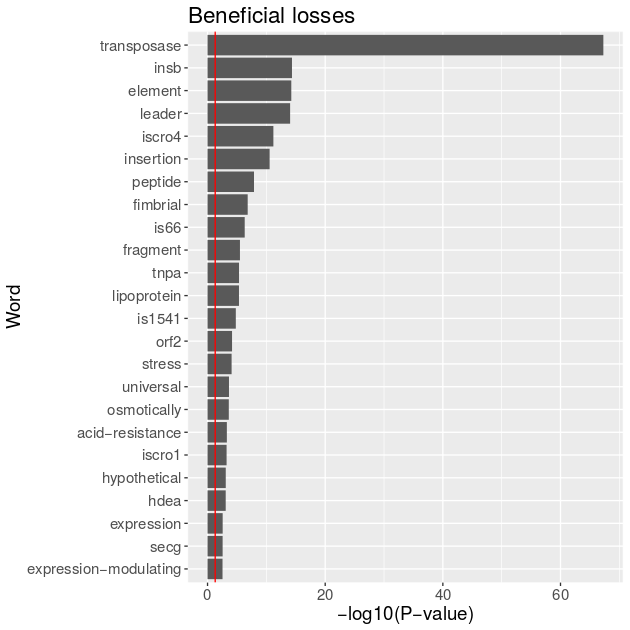 Beneficial losses
transposase
insb
element
leader
iscro4
insertion
peptide
fimbrial
is66
fragment
tnpa
lipoprotein
is1541
orf2
stress
universal
osmotically
acid−resistance
iscro1
hypothetical
hdea
expression
secg
expression−modulating
Word
0 20 40 60
−log10(P−value)